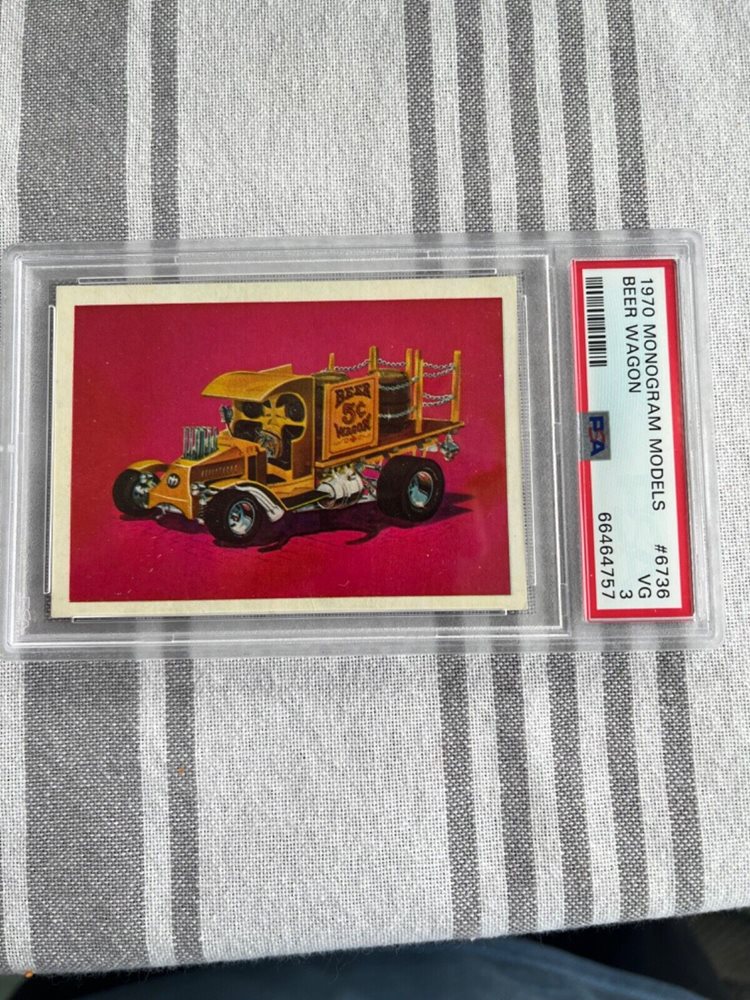 1970 MONOGRAM MODELS #6736
BEER WAGON VG 3
PSA 66464757
BEER
5¢
WAGON